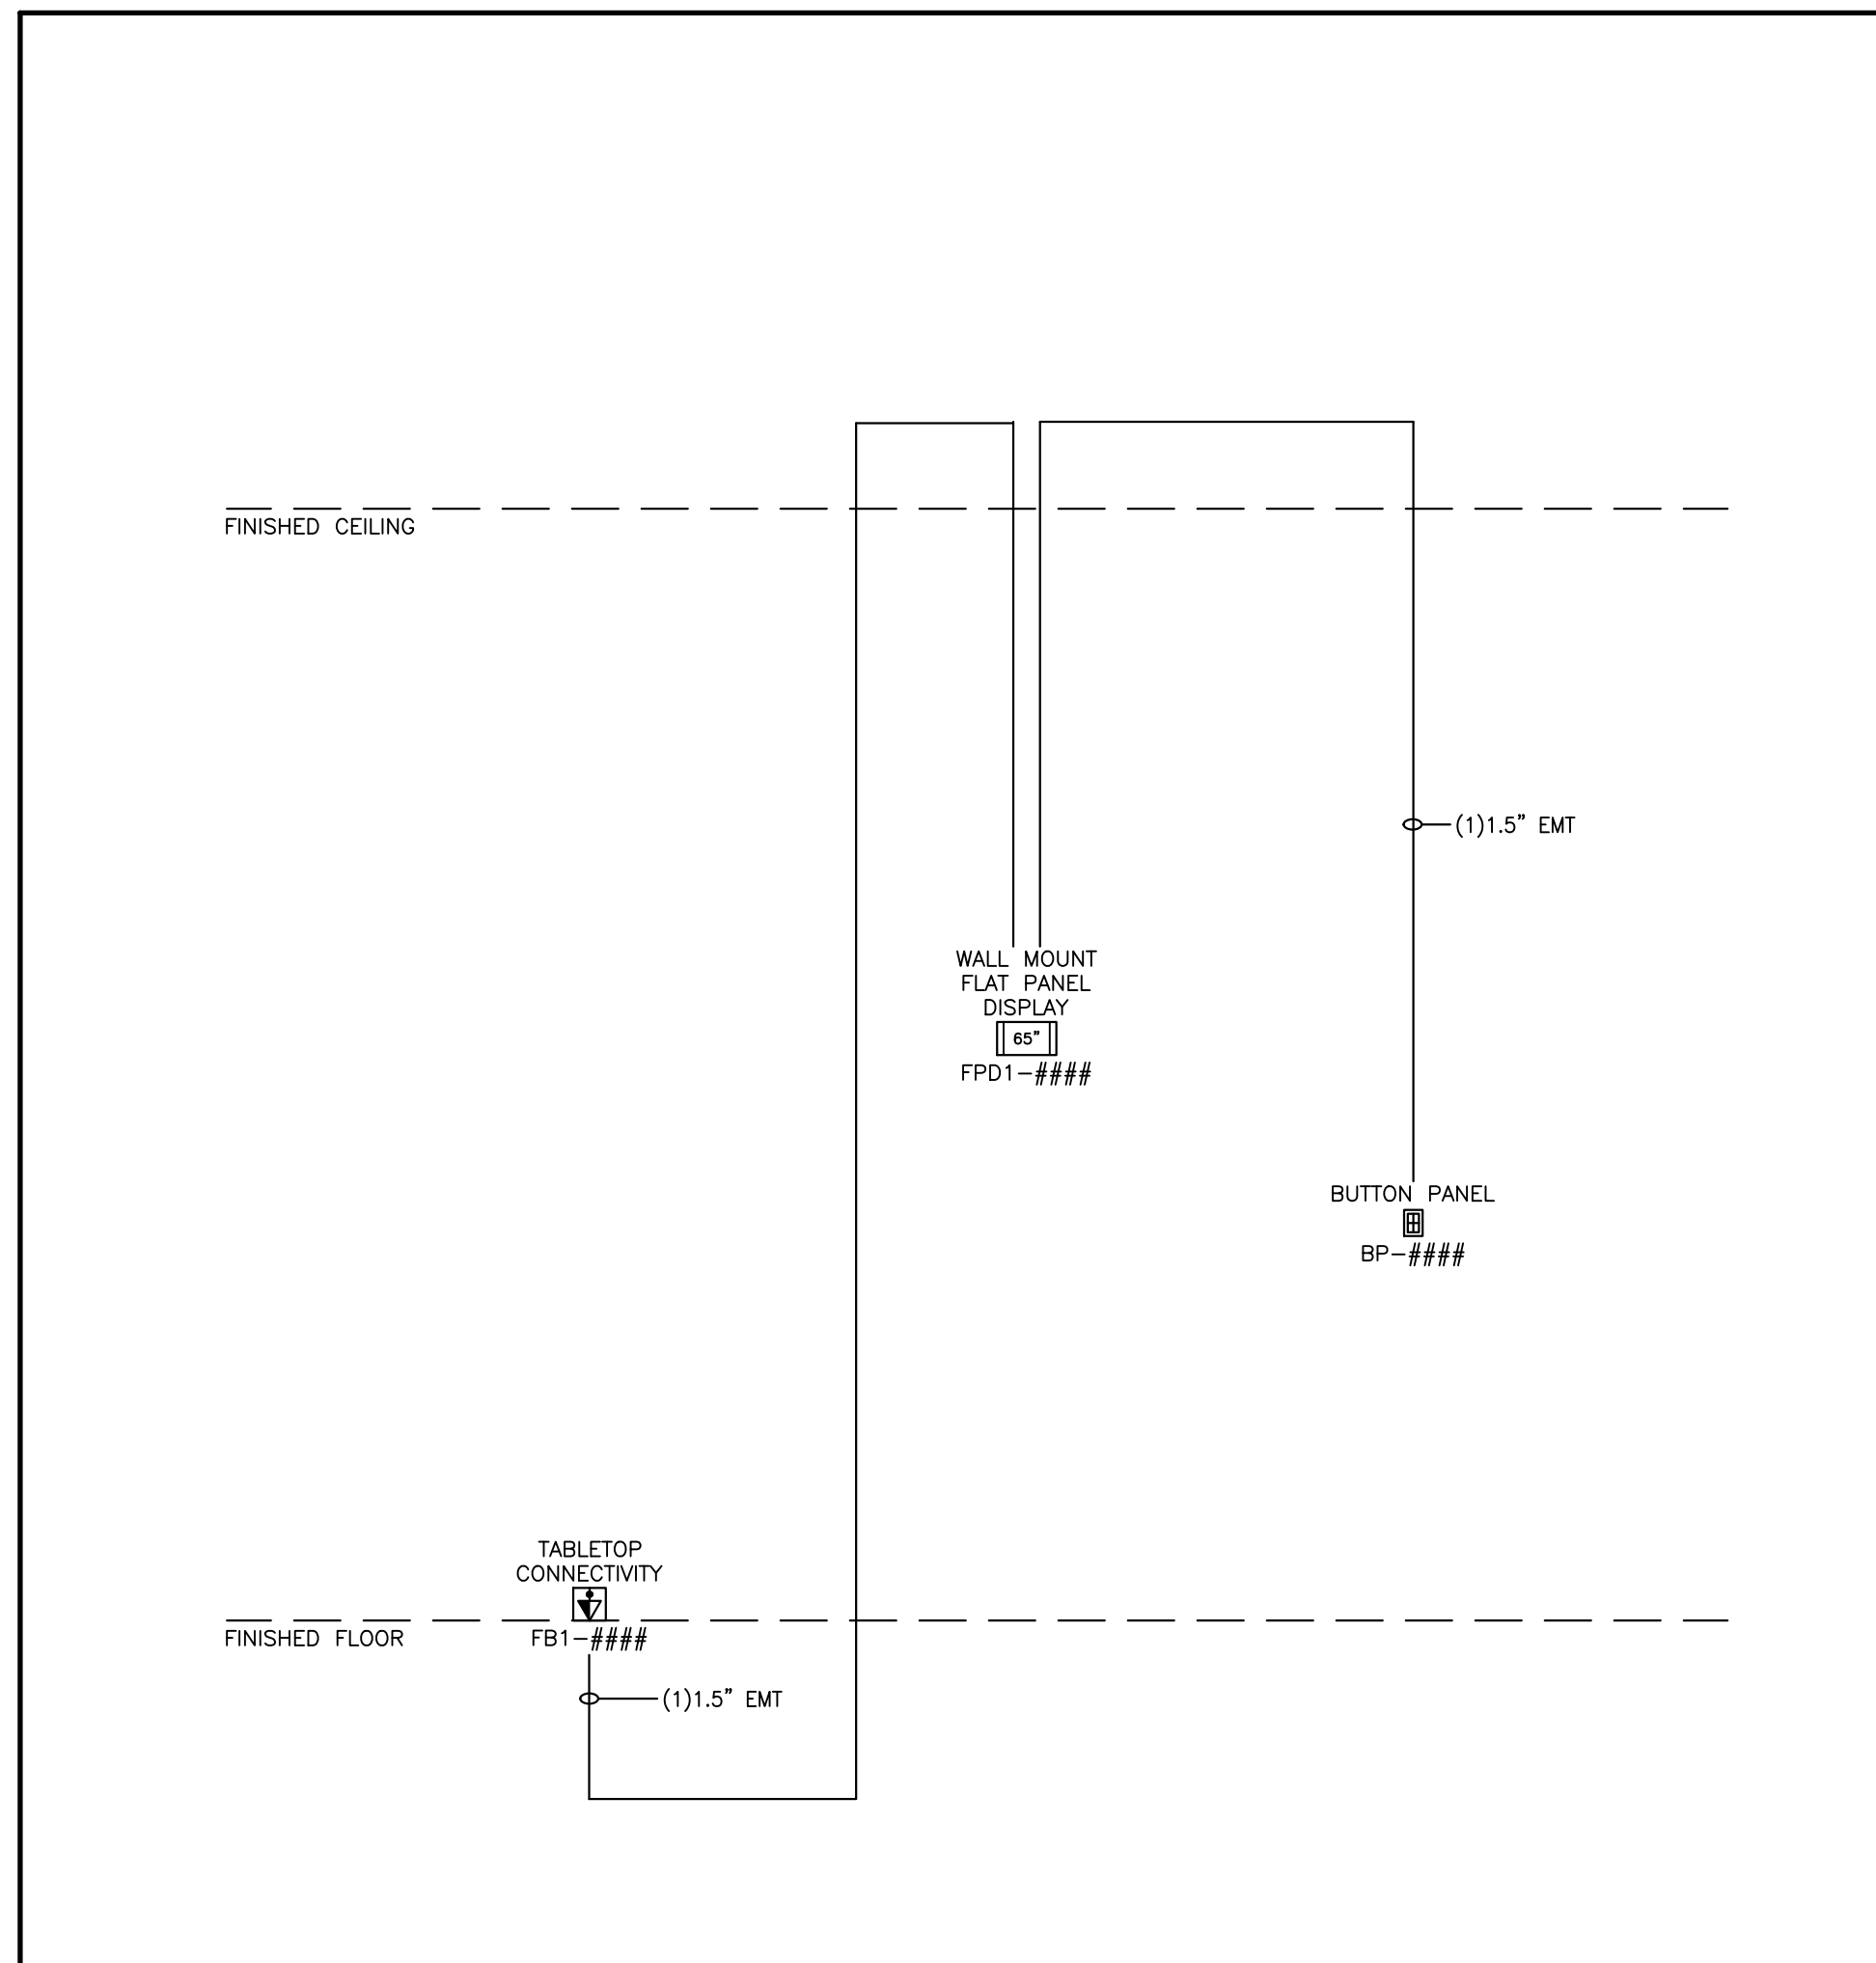 FINISHED CEILING
(1)1.5” EMT
WALL MOUNT
FLAT PANEL
DISPLAY
65”
FPD1-####
BUTTON PANEL
BP-####
TABLETOP
CONNECTIVITY
FINISHED FLOOR
FB1-####
(1)1.5” EMT